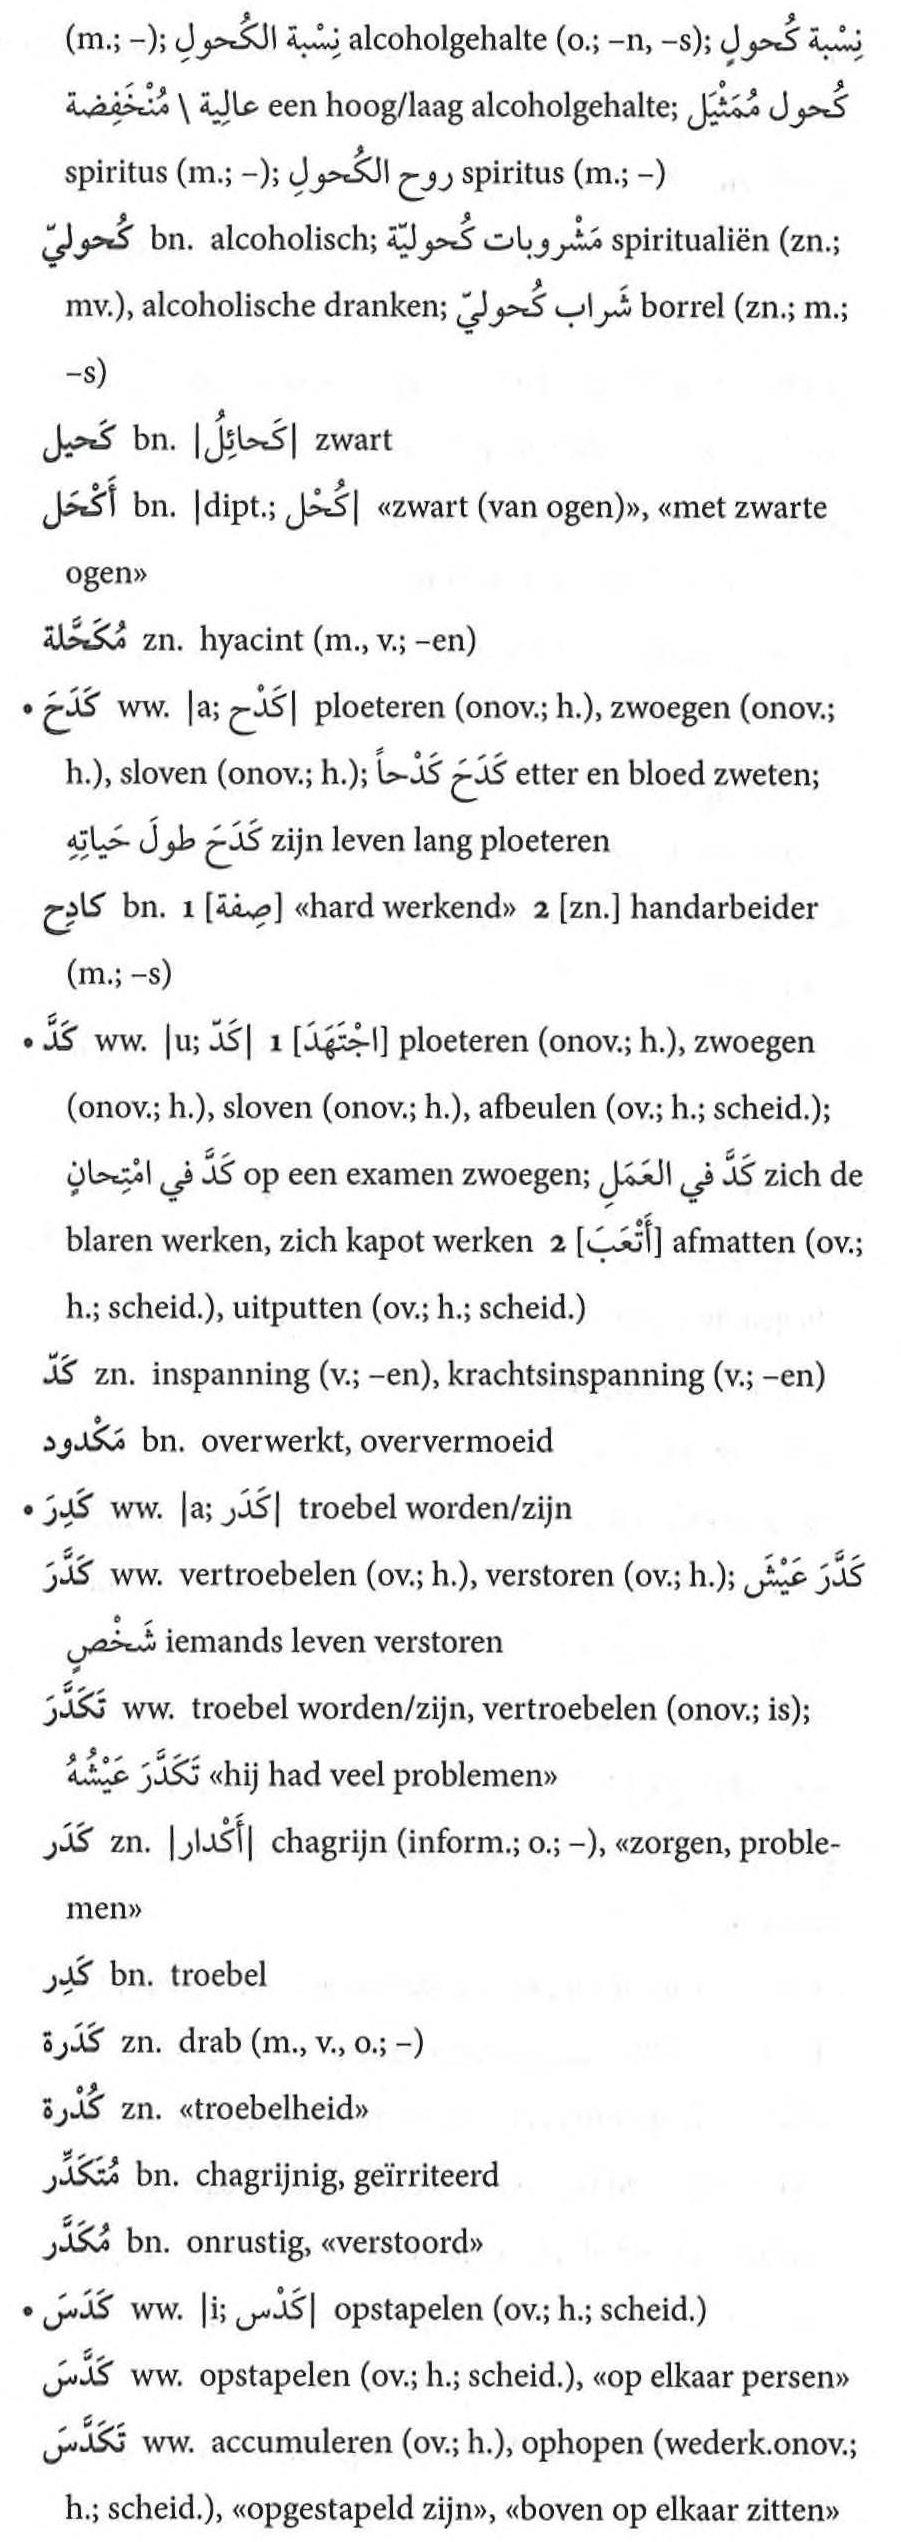 (m.; –); نِسْبة الكُحولِ alcoholgehalte (o.; –n, –s); نِسْبة كُحولٍ
عالِية \ مُنْخَفِضة een hoog/laag alcoholgehalte; كُحول مُمَثْيَل
spiritus (m.; –); روح الكُحولِ spiritus (m.; –)
كُحوليّ bn. alcoholisch; مَشْروبات كُحوليّة spiritualiën (zn.;
mv.), alcoholische dranken; شَراب كُحوليّ borrel (zn.; m.;
–s)
كَحيل bn. |كَحائِلُ| zwart
أَكْحَل bn. |dipt.; كُحْل| «zwart (van ogen)», «met zwarte
ogen»
مُكَحَّلة zn. hyacint (m., v.; –en)
• كَدَحَ ww. |a; كَدْح| ploeteren (onov.; h.), zwoegen (onov.;
h.), sloven (onov.; h.); كَدَحَ كَدْحاً etter en bloed zweten;
كَدَحَ طولَ حَياتِهِ zijn leven lang ploeteren
كادِح bn. 1 [صِفة] «hard werkend» 2 [zn.] handarbeider
(m.; –s)
• كَدَّ ww. |u; كَدّ| 1 [اجْتَهَدَ] ploeteren (onov.; h.), zwoegen
(onov.; h.), sloven (onov.; h.), afbeulen (ov.; h.; scheid.);
كَدَّ في امْتِحانٍ op een examen zwoegen; كَدَّ في العَمَلِ zich de
blaren werken, zich kapot werken 2 [أَتْعَبَ] afmatten (ov.;
h.; scheid.), uitputten (ov.; h.; scheid.)
كَدّ zn. inspanning (v.; –en), krachtsinspanning (v.; –en)
مَكْدود bn. overwerkt, oververmoeid
• كَدِرَ ww. |a; كَدَر| troebel worden/zijn
كَدَّرَ ww. vertroebelen (ov.; h.), verstoren (ov.; h.); كَدَّرَ عَيْشَ
شَخْصٍ iemands leven verstoren
تَكَدَّرَ ww. troebel worden/zijn, vertroebelen (onov.; is);
تَكَدَّرَ عَيْشُهُ «hij had veel problemen»
كَدَر zn. |أَكْدار| chagrijn (inform.; o.; –), «zorgen, proble-
men»
كَدِر bn. troebel
كَدَرة zn. drab (m., v., o.; –)
كُدْرة zn. «troebelheid»
مُتَكَدِّر bn. chagrijnig, geïrriteerd
مُكَدَّر bn. onrustig, «verstoord»
• كَدَسَ ww. |i; كَدْس| opstapelen (ov.; h.; scheid.)
كَدَّسَ ww. opstapelen (ov.; h.; scheid.), «op elkaar persen»
تَكَدَّسَ ww. accumuleren (ov.; h.), ophopen (wederk.onov.;
h.; scheid.), «opgestapeld zijn», «boven op elkaar zitten»